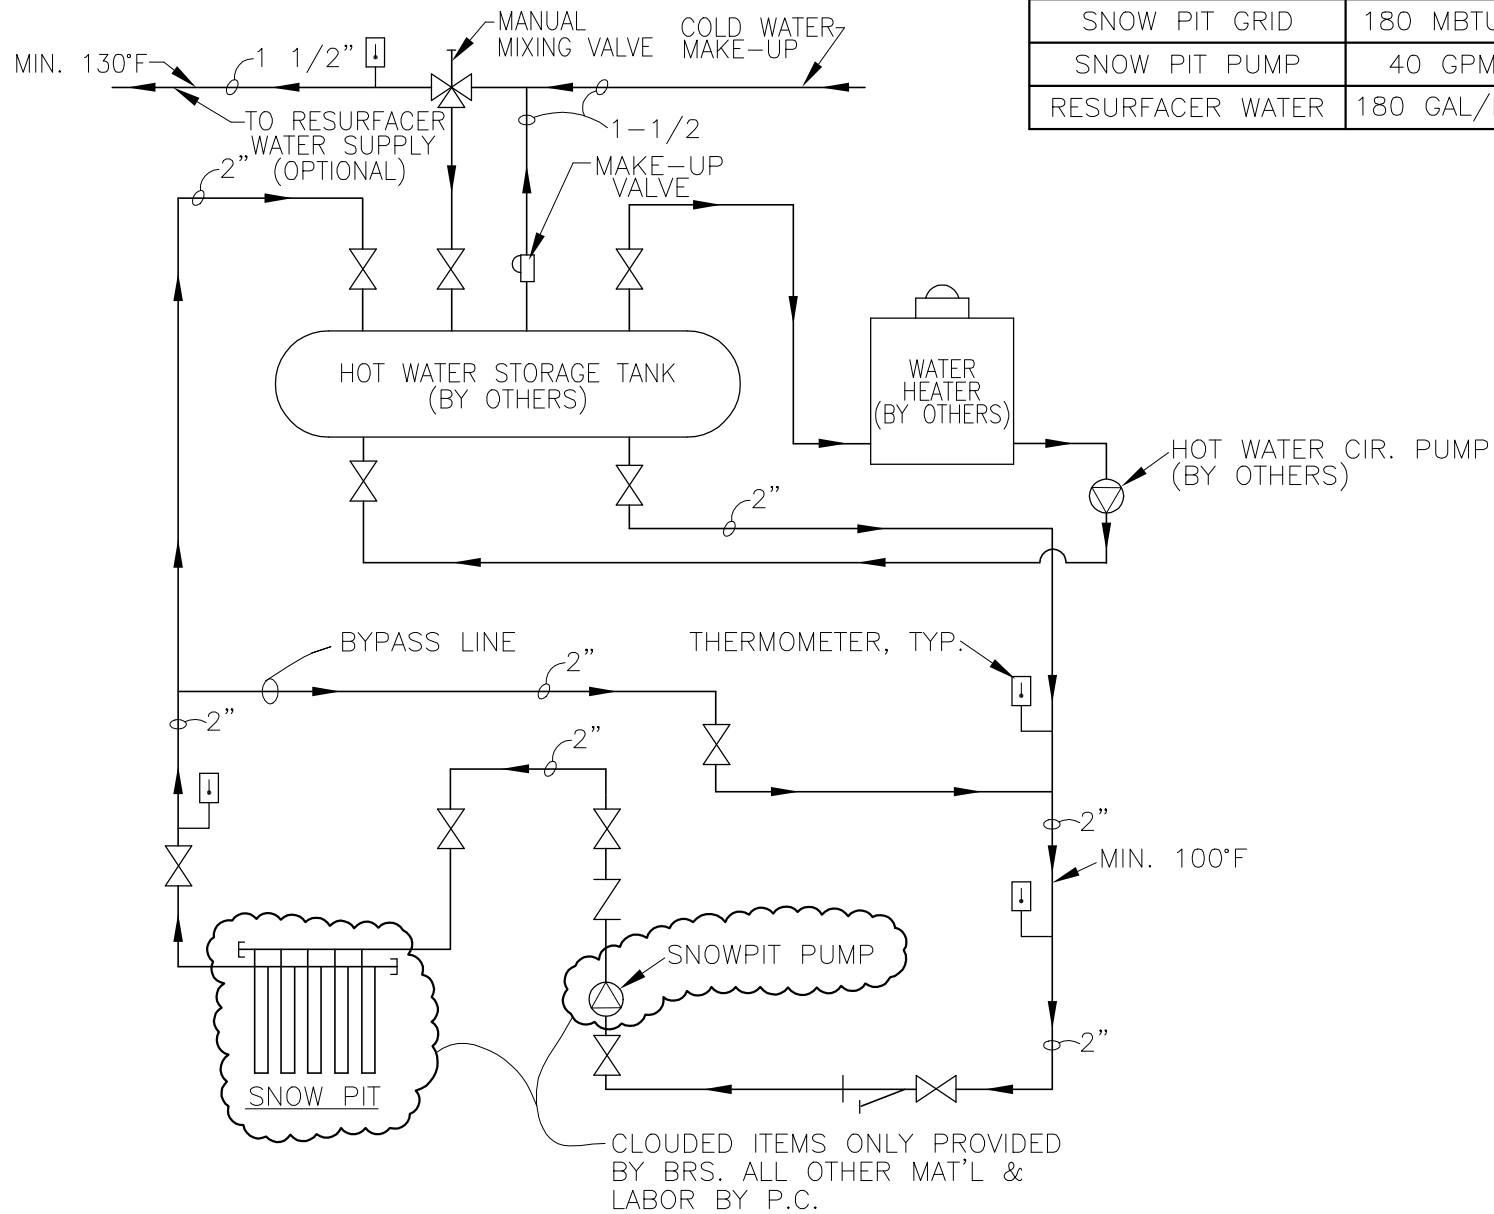 MANUAL
MIXING VALVE
COLD WATER
MAKE-UP
SNOW PIT GRID 180 MBTU
SNOW PIT PUMP 40 GPM
RESURFACER WATER 180 GAL/
MIN. 130°F
1 1/2"
TO RESURFACER
WATER SUPPLY
(OPTIONAL)
1-1/2
MAKE-UP
VALVE
2"
HOT WATER STORAGE TANK
(BY OTHERS)
WATER
HEATER
(BY OTHERS)
HOT WATER CIR. PUMP
(BY OTHERS)
2"
BYPASS LINE
THERMOMETER, TYP.
2"
2"
2"
2"
MIN. 100°F
SNOWPIT PUMP
2"
SNOW PIT
CLOUDED ITEMS ONLY PROVIDED
BY BRS. ALL OTHER MAT'L &
LABOR BY P.C.